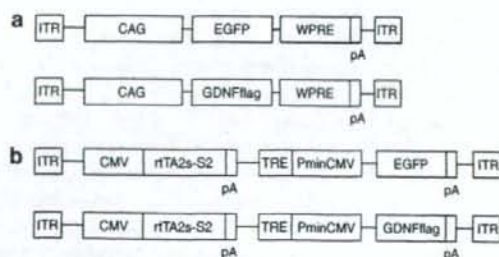 a
ITR CAG EGFP WPRE ITR
pA
ITR CAG GDNFflag WPRE ITR
pA
b
ITR CMV rtTA2s-S2 TRE PminCMV EGFP ITR
pA pA
ITR CMV rtTA2s-S2 TRE PminCMV GDNFflag ITR
pA pA